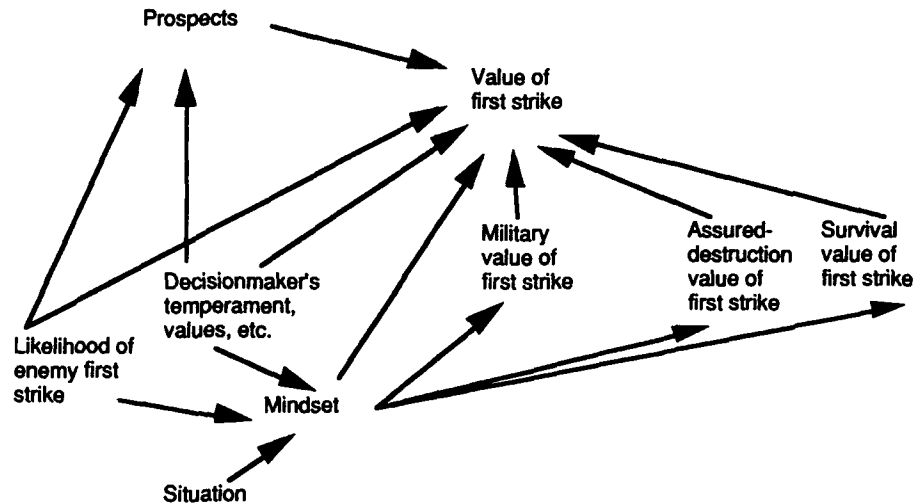 Prospects
Value of
first strike
Military
value of
first strike
Assured-
destruction
value of
first strike
Survival
value of
first strike
Decisionmaker's
temperament,
values, etc.
Likelihood of
enemy first
strike
Mindset
Situation